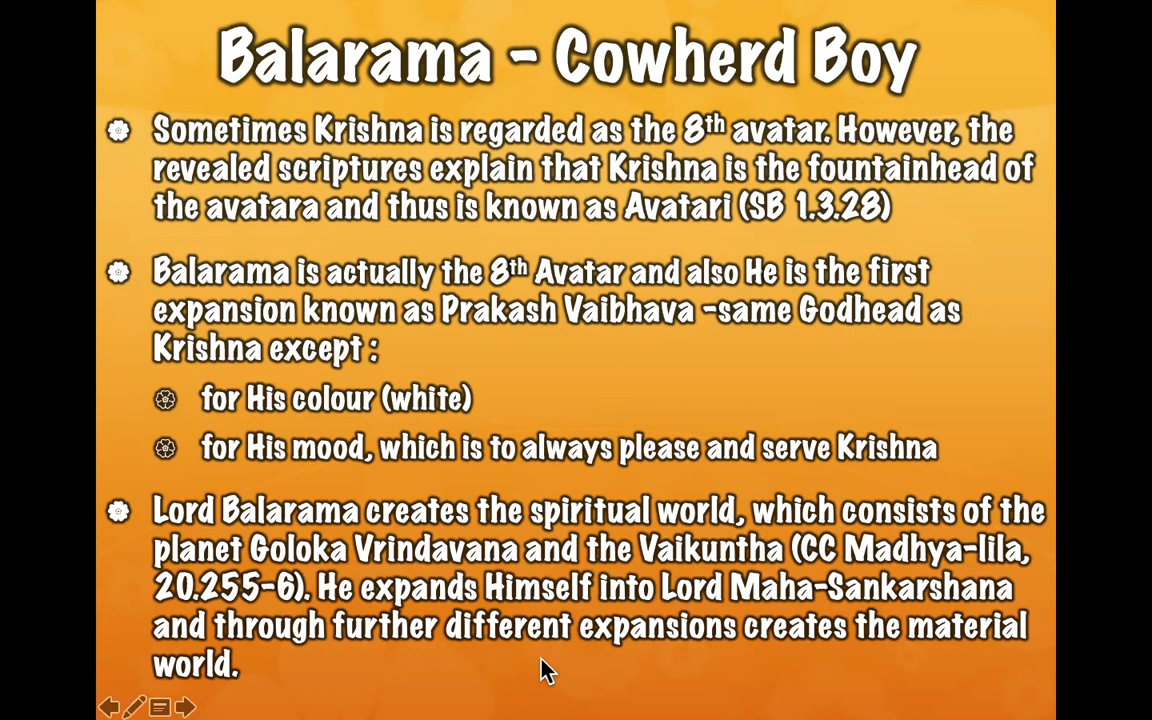 Balarama - Cowherd Boy
Sometimes Krishna is regarded as the 8th avatar. However, the
revealed scriptures explain that Krishna is the fountainhead of
the avatara and thus is known as Avatari (SB 1.3.28)
Balarama is actually the 8th Avatar and also He is the first
expansion known as Prakash Vaibhava -same Godhead as
Krishna except :
for His colour (white)
for His mood, which is to always please and serve Krishna
Lord Balarama creates the spiritual world, which consists of the
planet Goloka Vrindavana and the Vaikuntha (CC Madhya-lila,
20.255-6). He expands Himself into Lord Maha-Sankarshana
and through further different expansions creates the material
world.